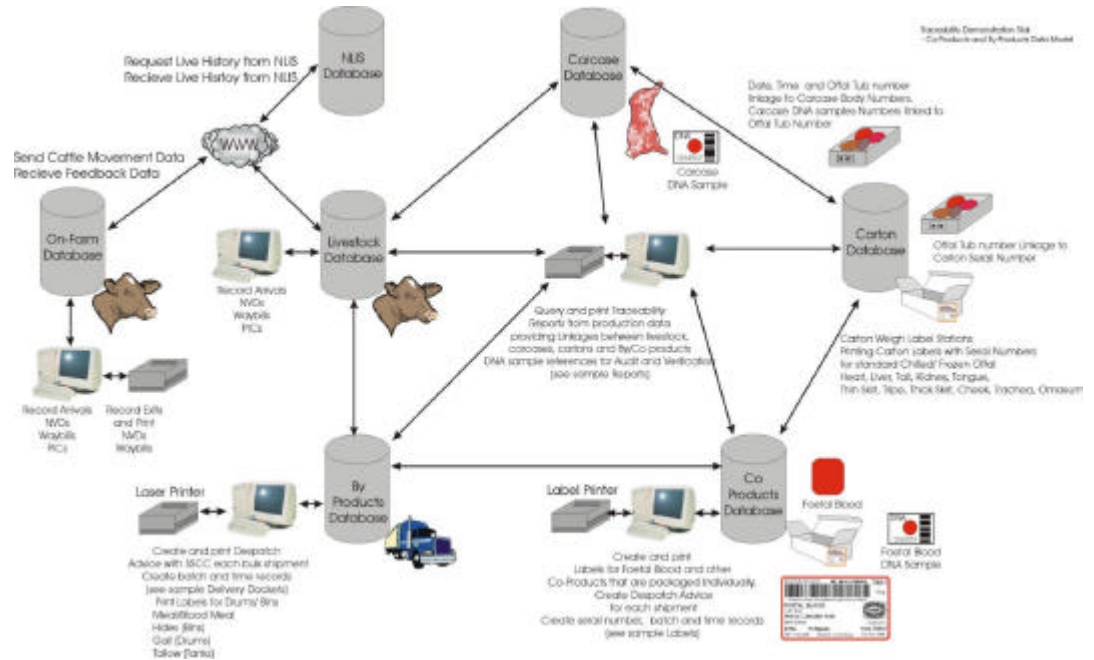 Traceability Demonstration Trial
- Co Products and By-Products Data Model
NLIS
Database
Request Live History from NLIS
Recieve Live History from NLIS
Carcase
Database
Date, Time and Offal Tub number
linkage to Carcase Body Numbers,
Carcase DNA samples Numbers linked to
Offal Tub Number
WWW
DNA
Carcase
DNA Sample
Send Cattle Movement Data
Recieve Feedback Data
On-Farm
Database
Livestock
Database
Carton
Database
Offal Tub number Linkage to
Carton Serial Number
Record Arrivals
NVDs
Waybills
PICs
Query and print Traceability
Reports from production data
providing Linkages between livestock,
carcases, cartons and By/Co products
DNA sample references for Audit and Verification
(see sample Reports)
Carton Weigh Label Stations
Printing Carton Labels with Serial Numbers
for standard Chilled/ Frozen Offal
Heart, Liver, Tail, Kidney, Tongue,
Thin Skirt, Tripe, Thick Skirt, Cheek, Trachea, Omasum
Record Arrivals
NVDs
Waybills
PICs
Record Exits
and Print
NVDs
Waybills
By
Products
Database
Co
Products
Database
Laser Printer
Label Printer
Foetal Blood
DNA
Foetal Blood
DNA Sample
Create and print Despatch
Advice with SSCC each bulk shipment
Create batch and time records
(see sample Delivery Dockets)
Print Labels for Drums/ Bins
Meat/Blood Meal
Hides (Bins)
Gall (Drums)
Tallow (Tanks)
Create and print
Labels for Foetal Blood and other
Co-Products that are packaged individually.
Create Despatch Advice
for each shipment
Create serial number, batch and time records
(see sample Labels)